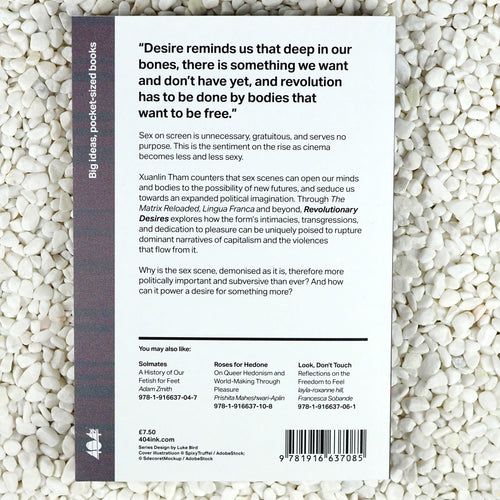 Big ideas, pocket-sized books
"Desire reminds us that deep in our
bones, there is something we want
and don't have yet, and revolution
has to be done by bodies that
want to be free."
Sex on screen is unnecessary, gratuitous, and serves no
purpose. This is the sentiment on the rise as cinema
becomes less and less sexy.
Xuanlin Tham counters that sex scenes can open our minds
and bodies to the possibility of new futures, and seduce us
towards an expanded political imagination. Through The
Matrix Reloaded, Lingua Franca and beyond, Revolutionary
Desires explores how the form's intimacies, transgressions,
and dedication to pleasure can be uniquely poised to rupture
dominant narratives of capitalism and the violences
that flow from it.
Why is the sex scene, demonised as it is, therefore more
politically important and subversive than ever? And how
can it power a desire for something more?
You may also like:
Solmates
A History of Our
Fetish for Feet
Adam Zmith
978-1-916637-04-7
Roses for Hedone
On Queer Hedonism and
World-Making Through
Pleasure
Prishita Maheshwari-Aplin
978-1-916637-10-8
Look, Don't Touch
Reflections on the
Freedom to Feel
layla-roxanne hill,
Francesca Sobande
978-1-916637-06-1
404
£7.50
404ink.com
Series Design by Luke Bird
Cover illustratioon © SpizyTruffel / AdobeStock;
© SdecoretMockup / AdobeStock
9 781916 637085